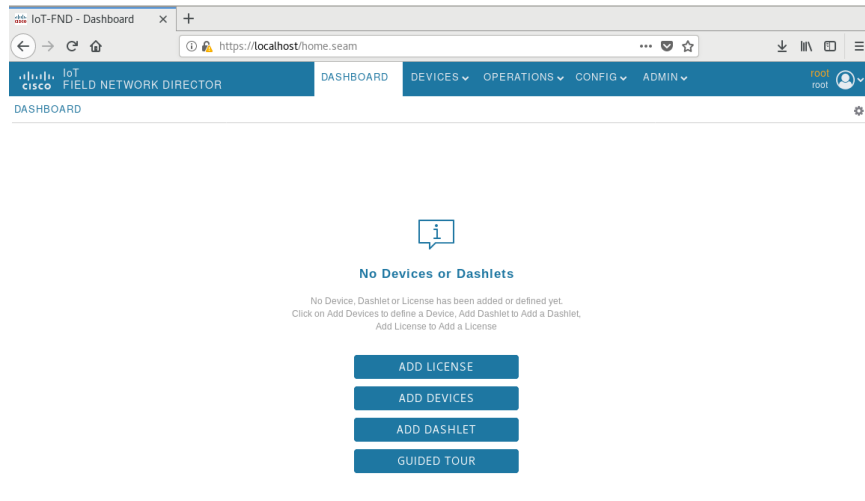 IoT-FND - Dashboard × +
https://localhost/home.seam
cisco IoT FIELD NETWORK DIRECTOR
DASHBOARD DEVICES OPERATIONS CONFIG ADMIN
root
root
DASHBOARD
i
No Devices or Dashlets
No Device, Dashlet or License has been added or defined yet.
Click on Add Devices to define a Device, Add Dashlet to Add a Dashlet,
Add License to Add a License
ADD LICENSE
ADD DEVICES
ADD DASHLET
GUIDED TOUR